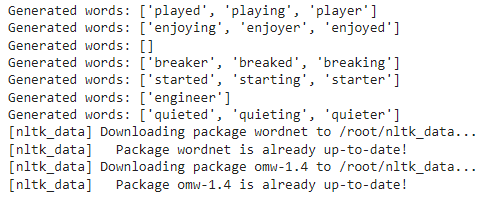 Generated words: ['played', 'playing', 'player']
Generated words: ['enjoying', 'enjoyer', 'enjoyed']
Generated words: []
Generated words: ['breaker', 'breaked', 'breaking']
Generated words: ['started', 'starting', 'starter']
Generated words: ['engineer']
Generated words: ['quieted', 'quieting', 'quieter']
[nltk_data] Downloading package wordnet to /root/nltk_data...
[nltk_data]   Package wordnet is already up-to-date!
[nltk_data] Downloading package omw-1.4 to /root/nltk_data...
[nltk_data]   Package omw-1.4 is already up-to-date!